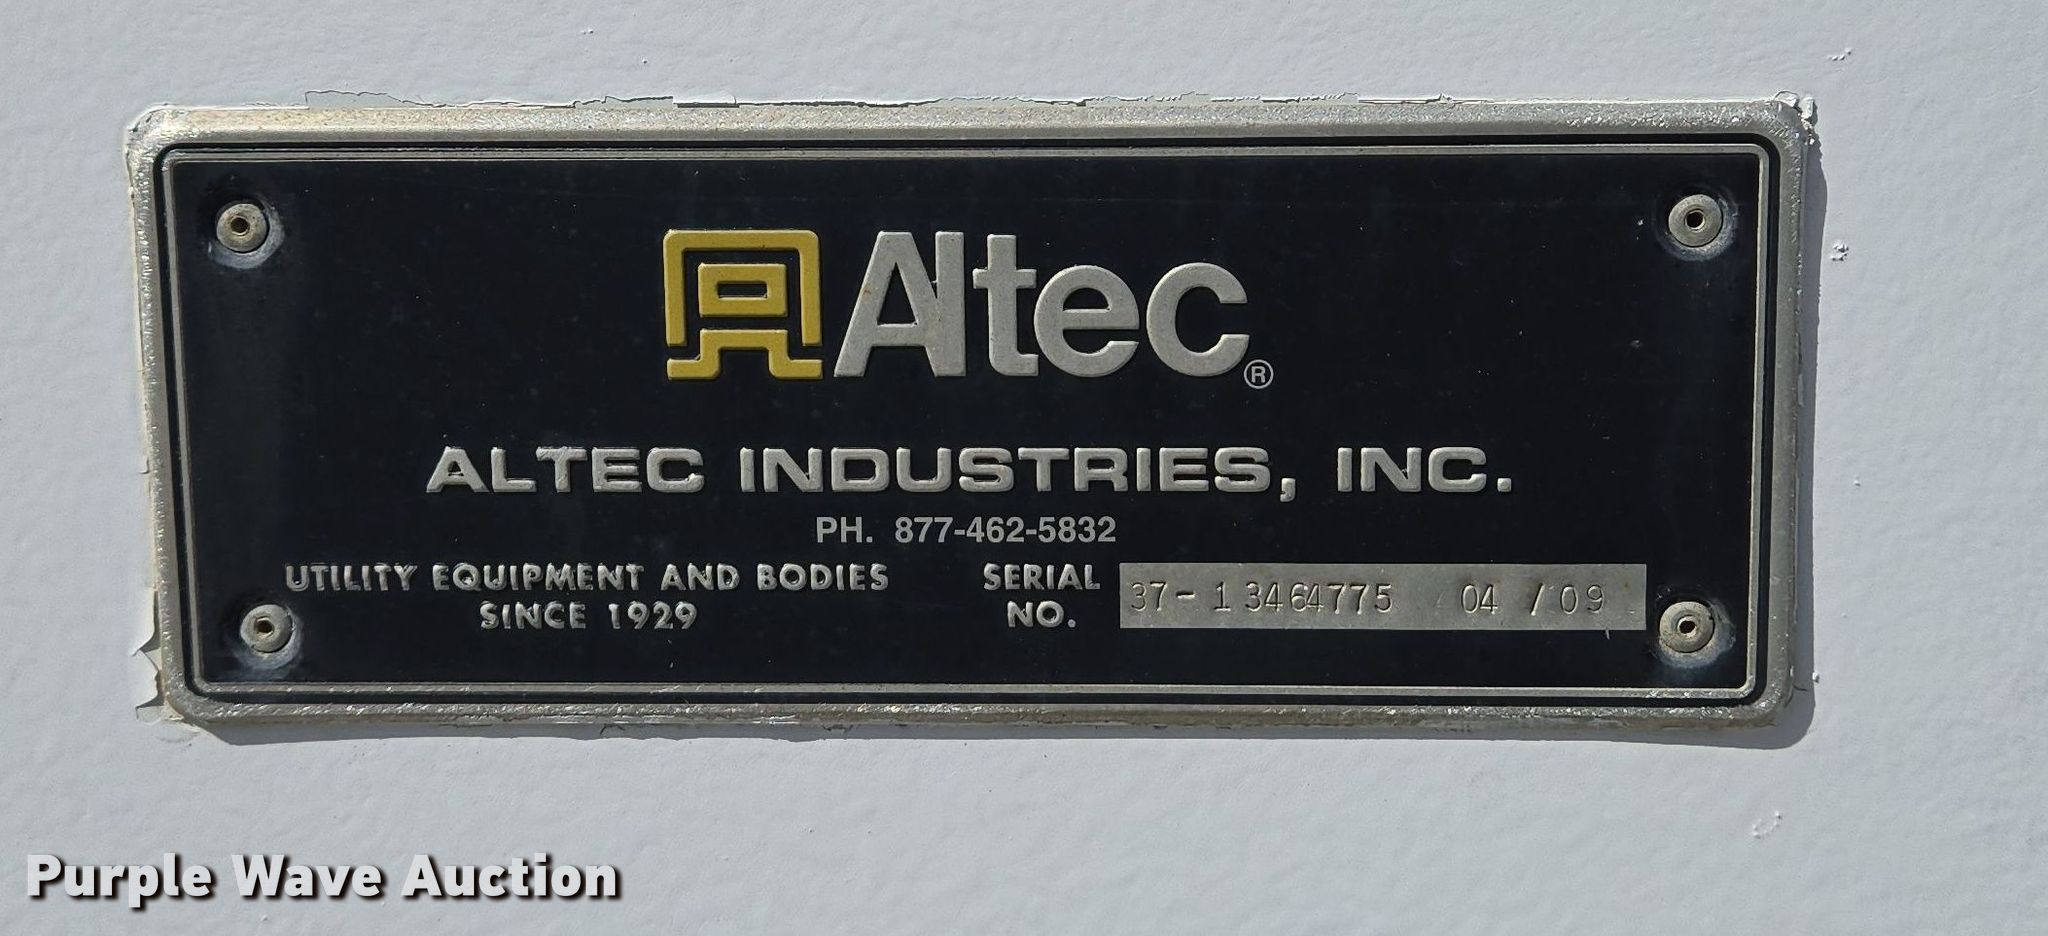 Altec®
ALTEC INDUSTRIES, INC.
PH. 877-462-5832
UTILITY EQUIPMENT AND BODIES
SINCE 1929
SERIAL
NO.
37-13464775 04/09
Purple Wave Auction